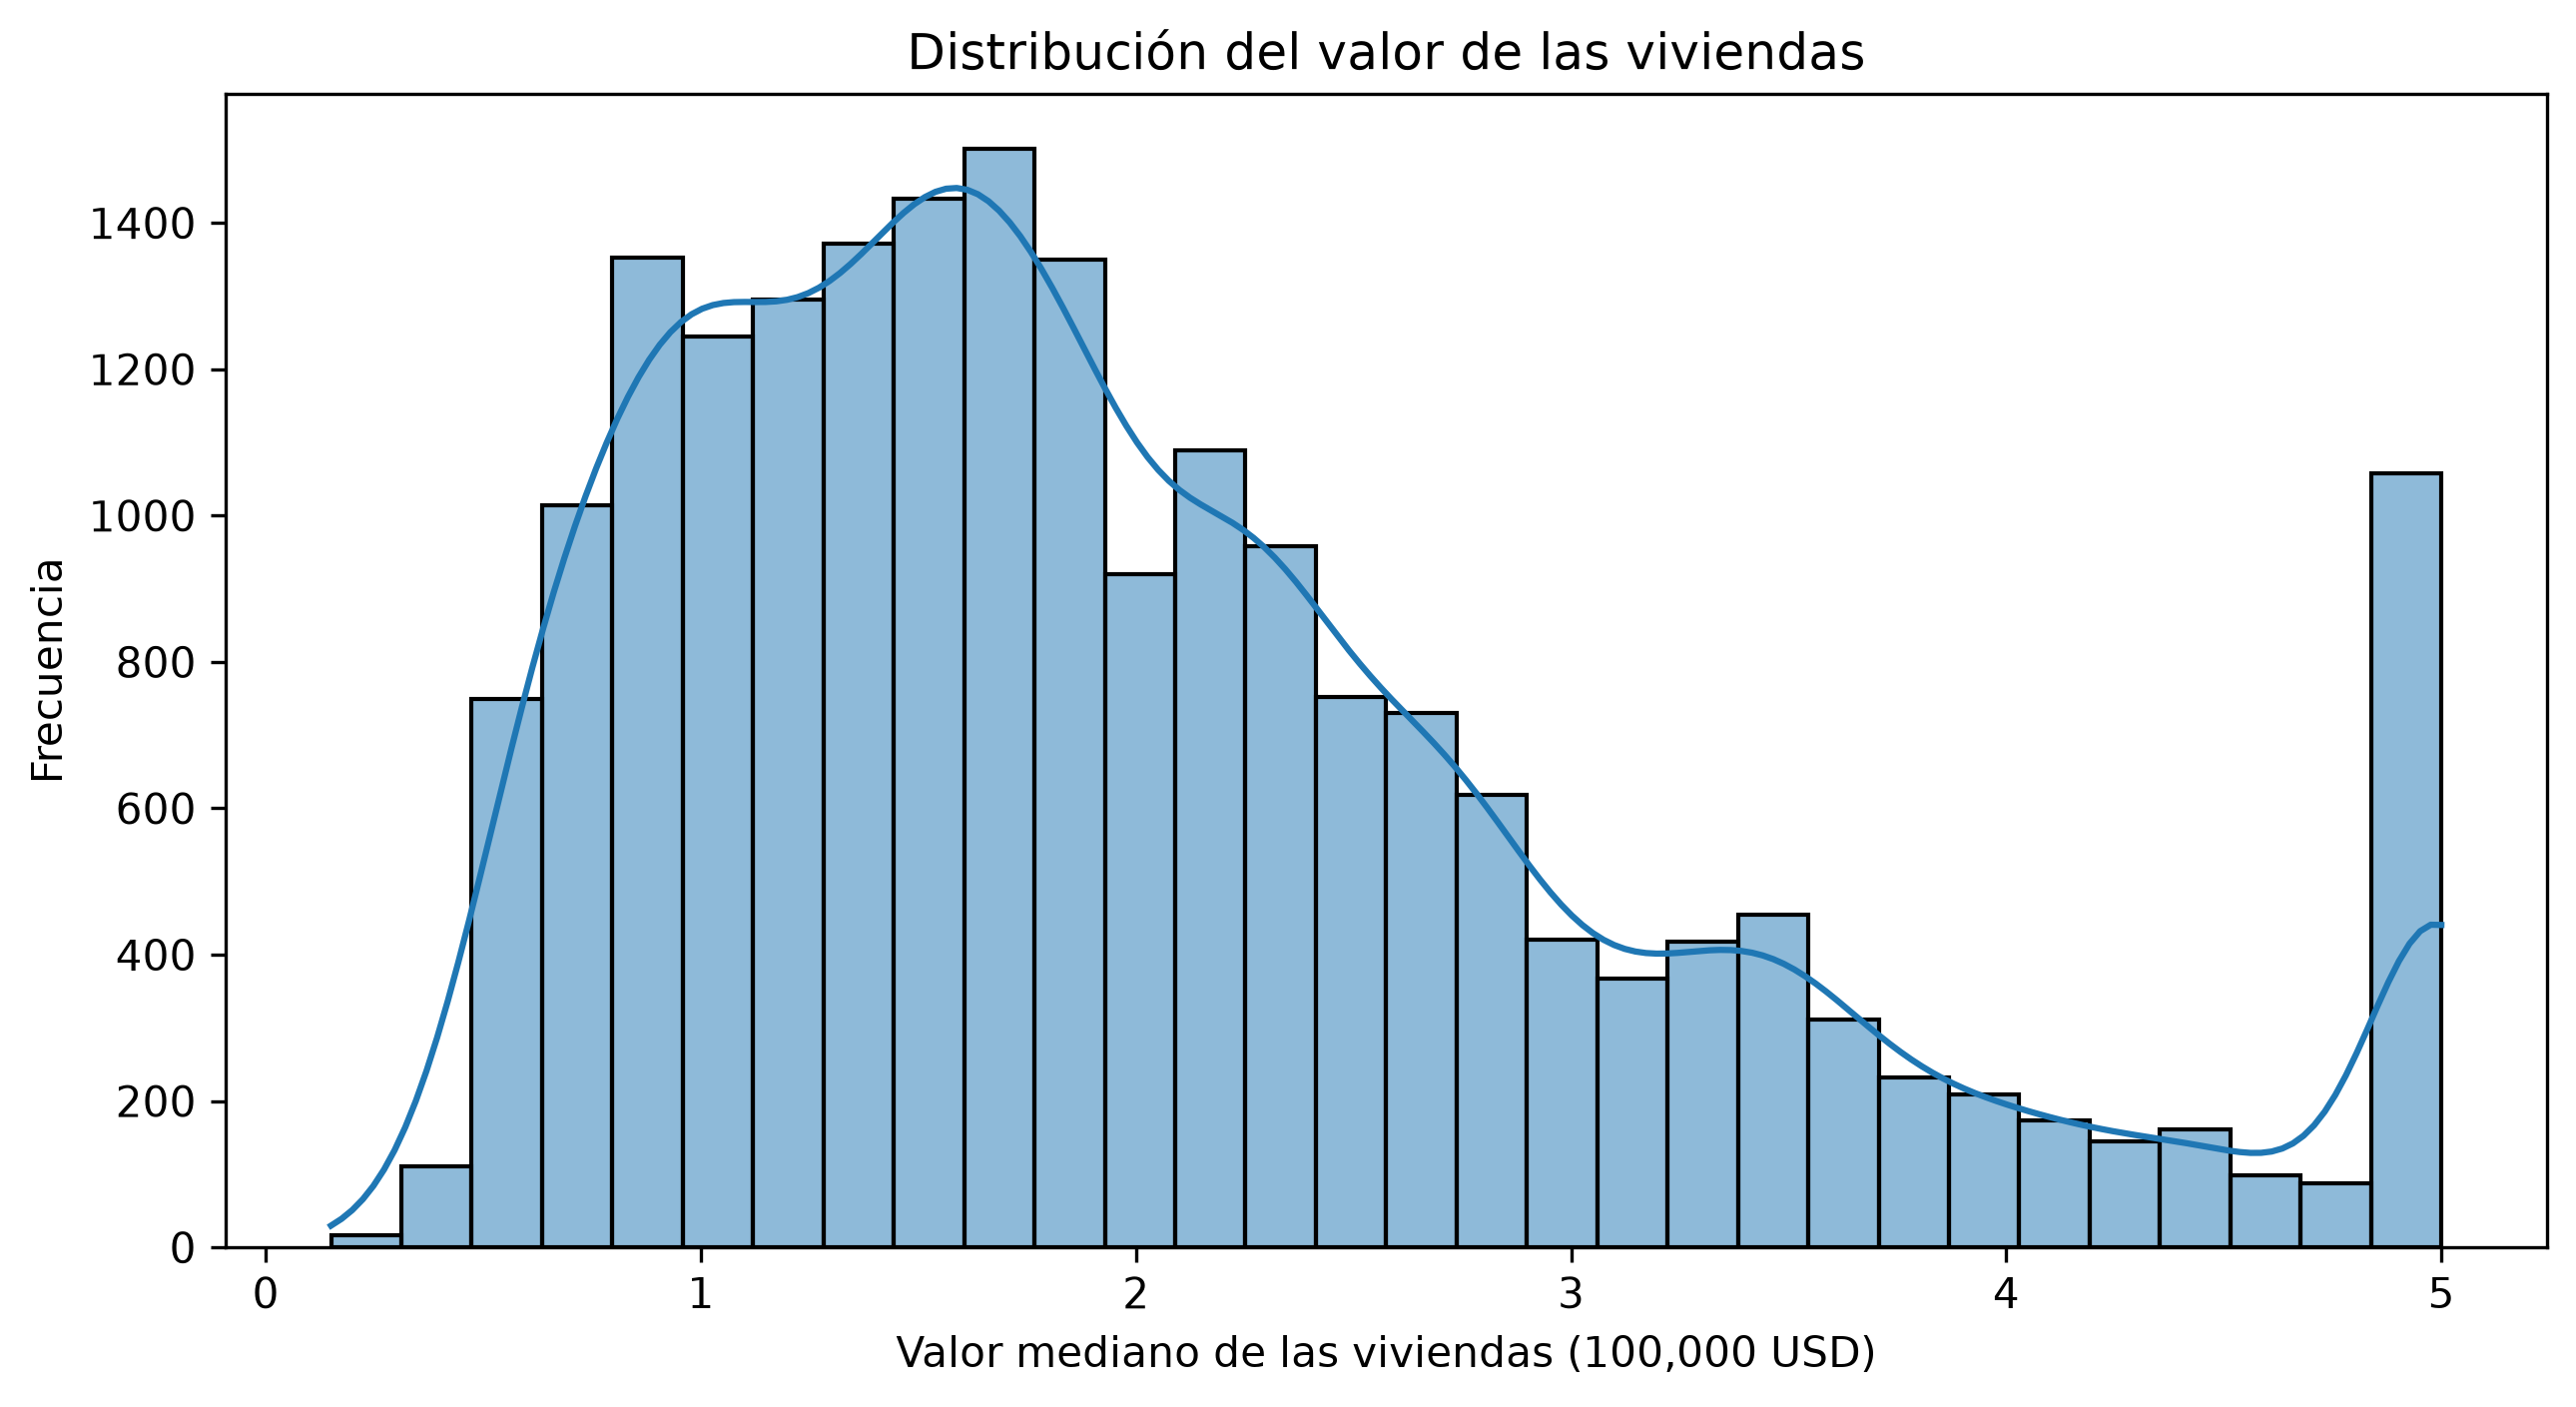 Distribución del valor de las viviendas
Frecuencia
1400
1200
1000
800
600
400
200
0
0 1 2 3 4 5
Valor mediano de las viviendas (100,000 USD)